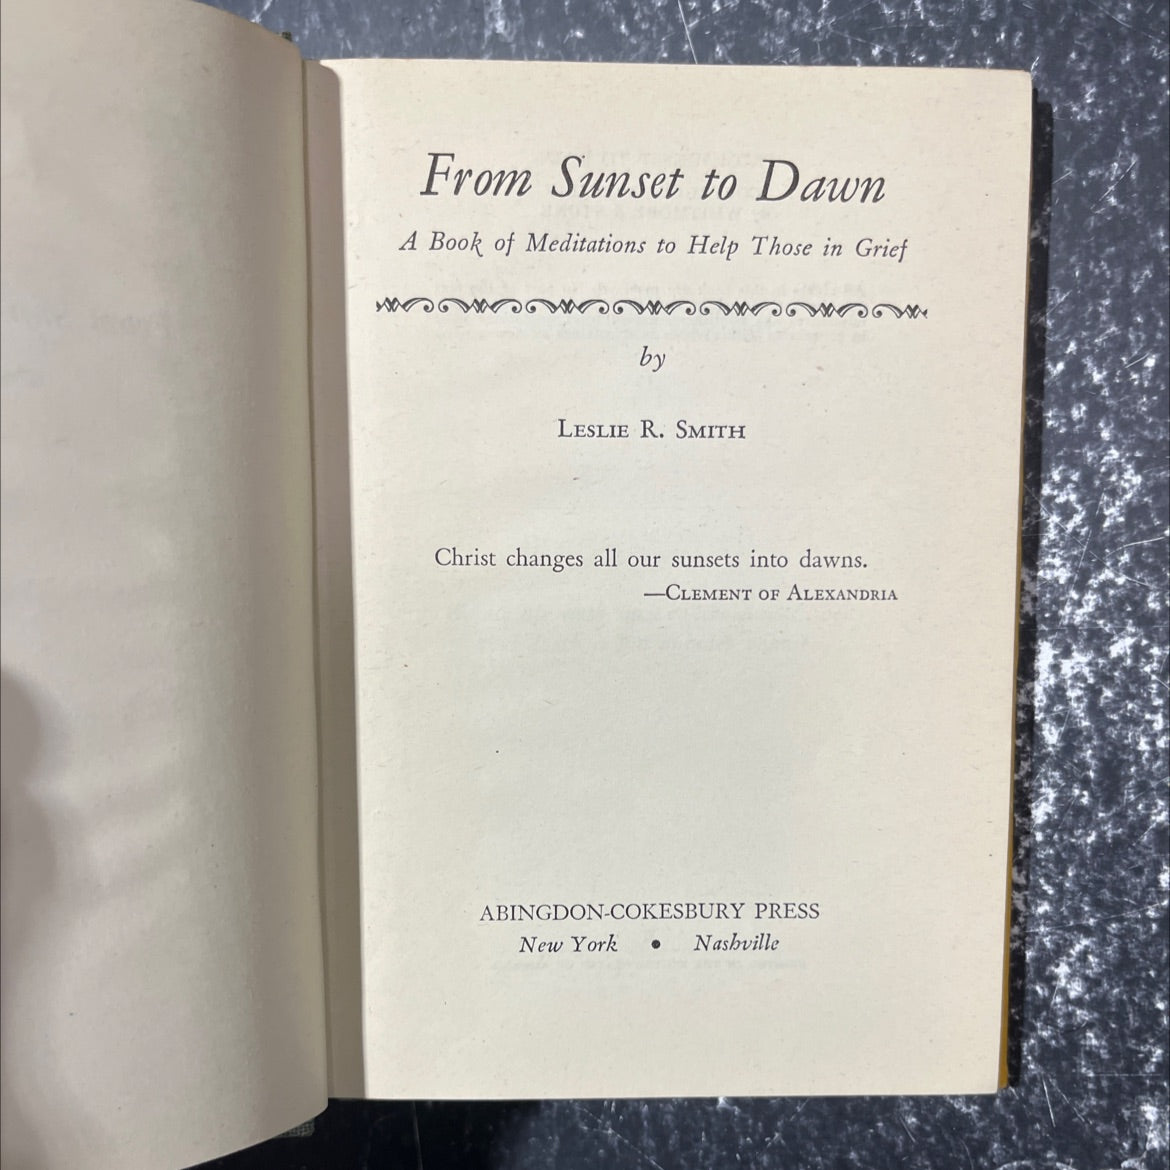 From Sunset to Dawn
A Book of Meditations to Help Those in Grief
by
LESLIE R. SMITH
Christ changes all our sunsets into dawns.
—CLEMENT OF ALEXANDRIA
ABINGDON-COKESBURY PRESS
New York • Nashville